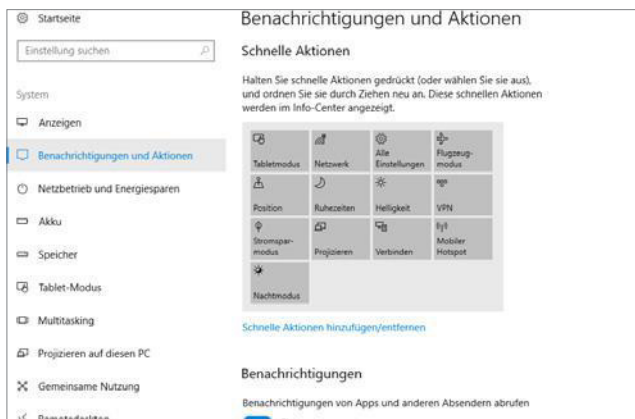 Startseite
Einstellung suchen
System
Anzeigen
Benachrichtigungen und Aktionen
Netzbetrieb und Energiesparen
Akku
Speicher
Tablet-Modus
Multitasking
Projizieren auf diesen PC
Gemeinsame Nutzung
Remotedesktop
Benachrichtigungen und Aktionen
Schnelle Aktionen
Halten Sie schnelle Aktionen gedrückt (oder wählen Sie sie aus),
und ordnen Sie sie durch Ziehen neu an. Diese schnellen Aktionen
werden im Info-Center angezeigt.
Tabletmodus
Netzwerk
Alle
Einstellungen
Flugzeug-
modus
Position
Ruhezeiten
Helligkeit
VPN
Stromspar-
modus
Projizieren
Verbinden
Mobiler
Hotspot
Nachtmodus
Schnelle Aktionen hinzufügen/entfernen
Benachrichtigungen
Benachrichtigungen von Apps und anderen Absendern abrufen